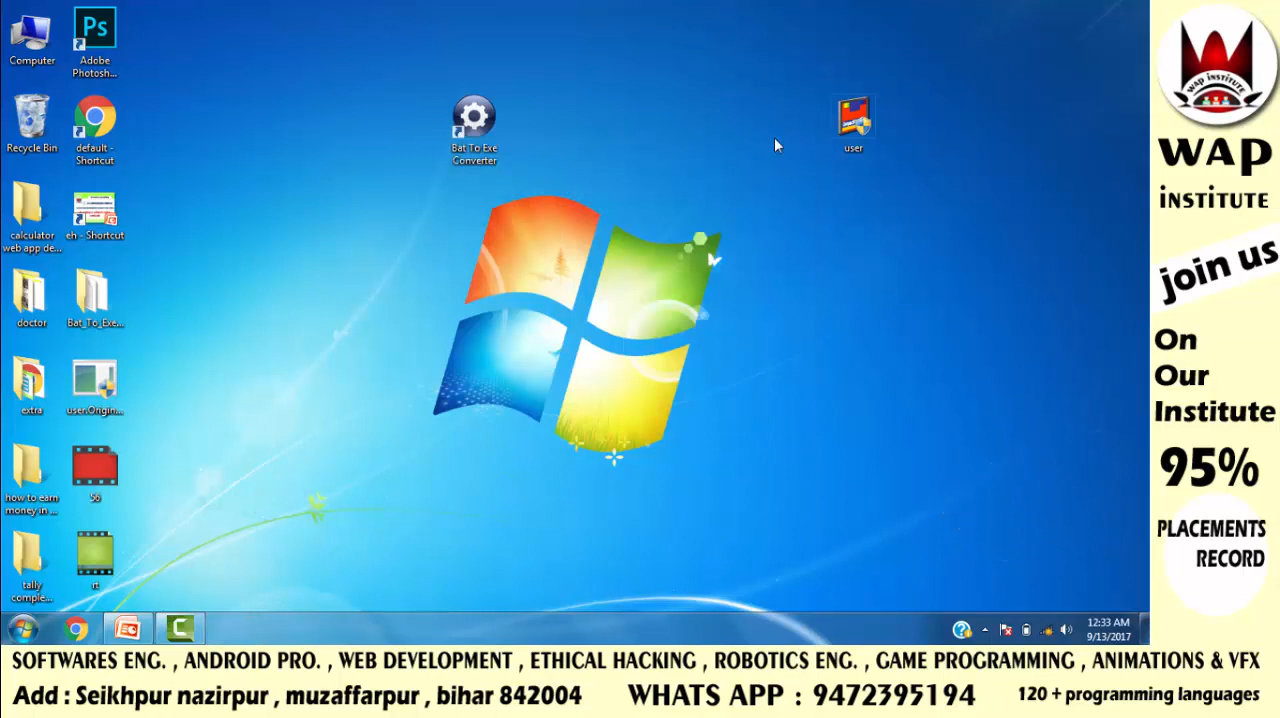 Computer
Adobe
Photosh...
Ps
Recycle Bin
default -
Shortcut
calculator
web app de...
eh - Shortcut
doctor
Bat_To_Exe...
extra
user.Origin...
how to earn
money in ...
56
tally
comple...
rt
Bat To Exe
Converter
user
12:33 AM
9/13/2017
WAP INSTITUTE
WAP
INSTITUTE
join us
On
Our
Institute
95%
PLACEMENTS
RECORD
SOFTWARES ENG. , ANDROID PRO. , WEB DEVELOPMENT , ETHICAL HACKING , ROBOTICS ENG. , GAME PROGRAMMING , ANIMATIONS & VFX
Add : Seikhpur nazirpur , muzaffarpur , bihar 842004 WHATS APP : 9472395194 120 + programming languages